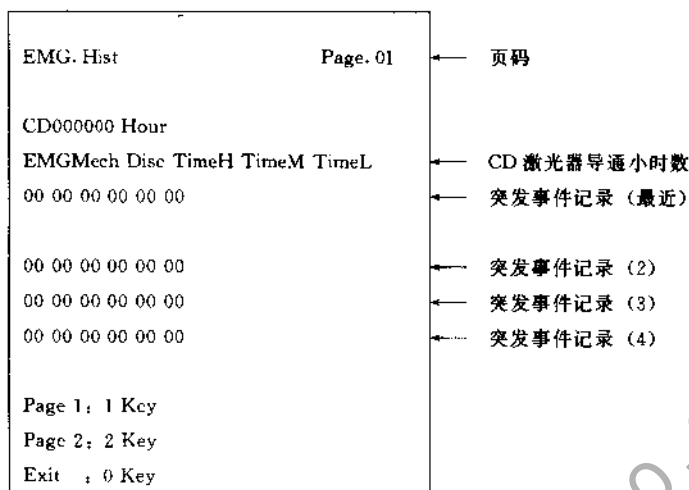 EMG. Hist Page. 01 页码
CD000000 Hour
EMGMech Disc TimeH TimeM TimeL CD 激光器导通小时数
00 00 00 00 00 00 突发事件记录（最近）
00 00 00 00 00 00 突发事件记录（2）
00 00 00 00 00 00 突发事件记录（3）
00 00 00 00 00 00 突发事件记录（4）
Page 1: 1 Key
Page 2: 2 Key
Exit : 0 Key